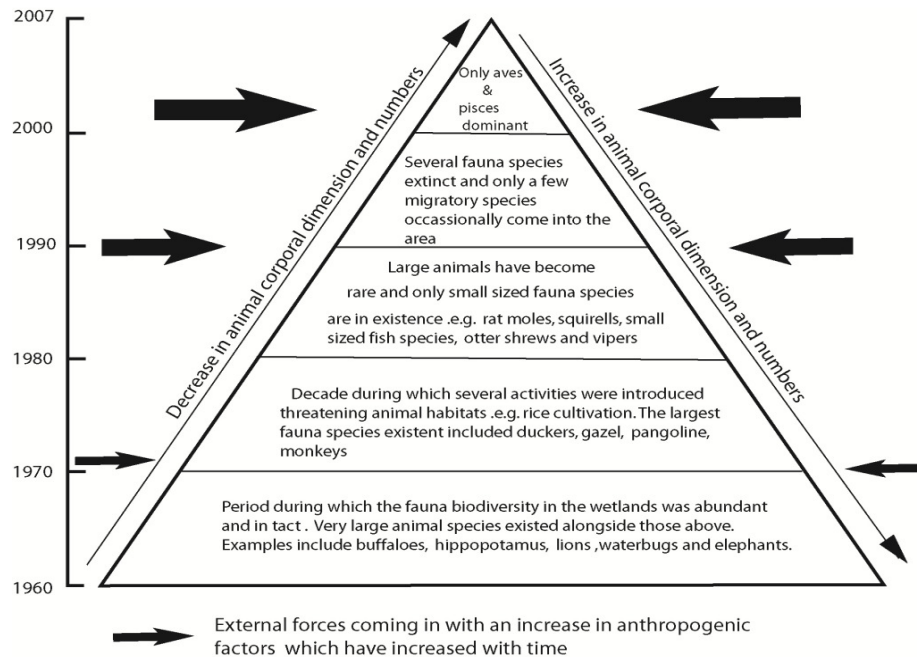 2007
2000
1990
1980
1970
1960
Decrease in animal corporal dimension and numbers
Increase in animal corporal dimension and numbers
Only aves
&
pisces
dominant
Several fauna species
extinct and only a few
migratory species
occassionally come into the
area
Large animals have become
rare and only small sized fauna species
are in existence .e.g. rat moles, squirells, small
sized fish species, otter shrews and vipers
Decade during which several activities were introduced
threatening animal habitats .e.g. rice cultivation. The largest
fauna species existent included duckers, gazel, pangoline,
monkeys
Period during which the fauna biodiversity in the wetlands was abundant
and in tact . Very large animal species existed alongside those above.
Examples include buffaloes, hippopotamus, lions ,waterbugs and elephants.
External forces coming in with an increase in anthropogenic
factors which have increased with time